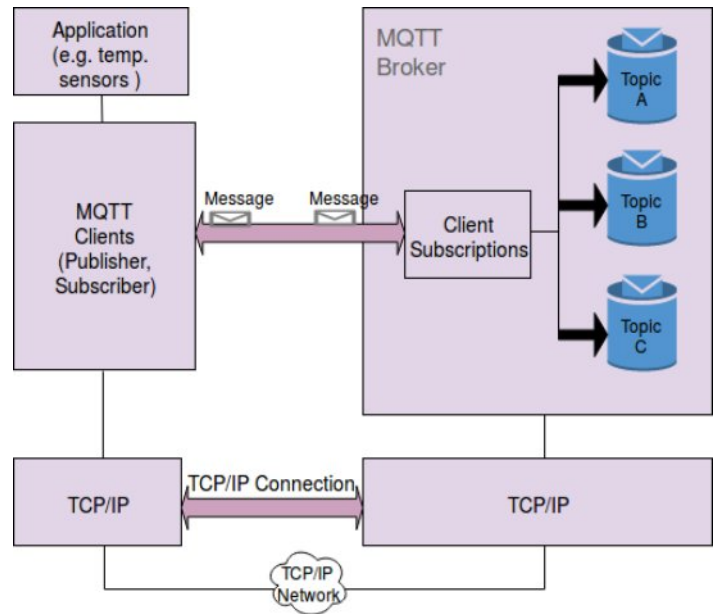 Application
(e.g. temp.
sensors )
MQTT
Broker
Topic
A
Message
Message
MQTT
Clients
(Publisher,
Subscriber)
Client
Subscriptions
Topic
B
Topic
C
TCP/IP
TCP/IP Connection
TCP/IP
TCP/IP
Network